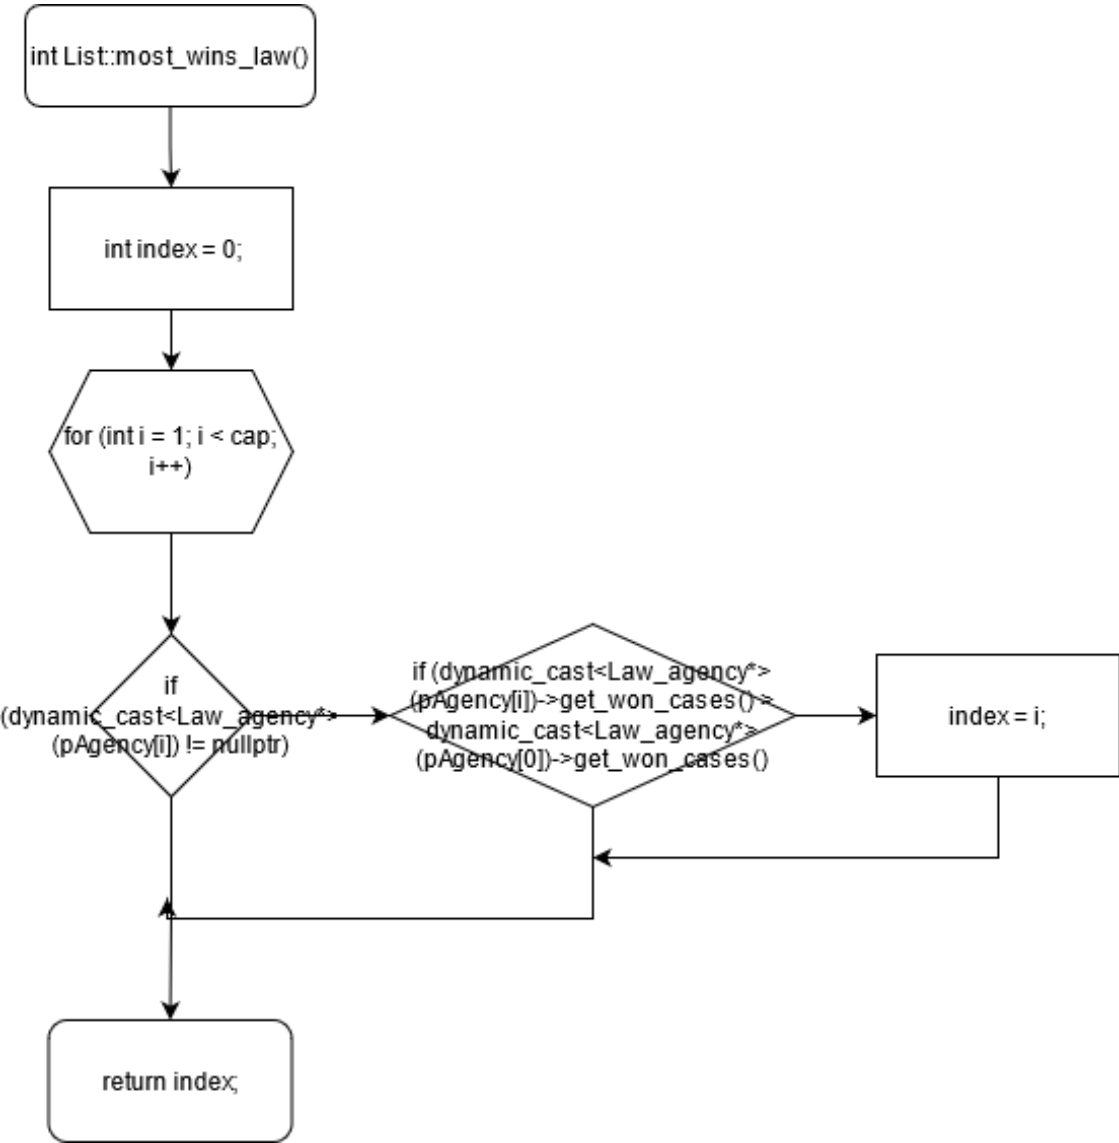 int List::most_wins_law()
int index = 0;
for (int i = 1; i < cap;
i++)
if
(dynamic_cast<Law_agency*>
(pAgency[i]) != nullptr)
if (dynamic_cast<Law_agency*>
(pAgency[i])->get_won_cases() >
dynamic_cast<Law_agency*>
(pAgency[0])->get_won_cases()
index = i;
return index;